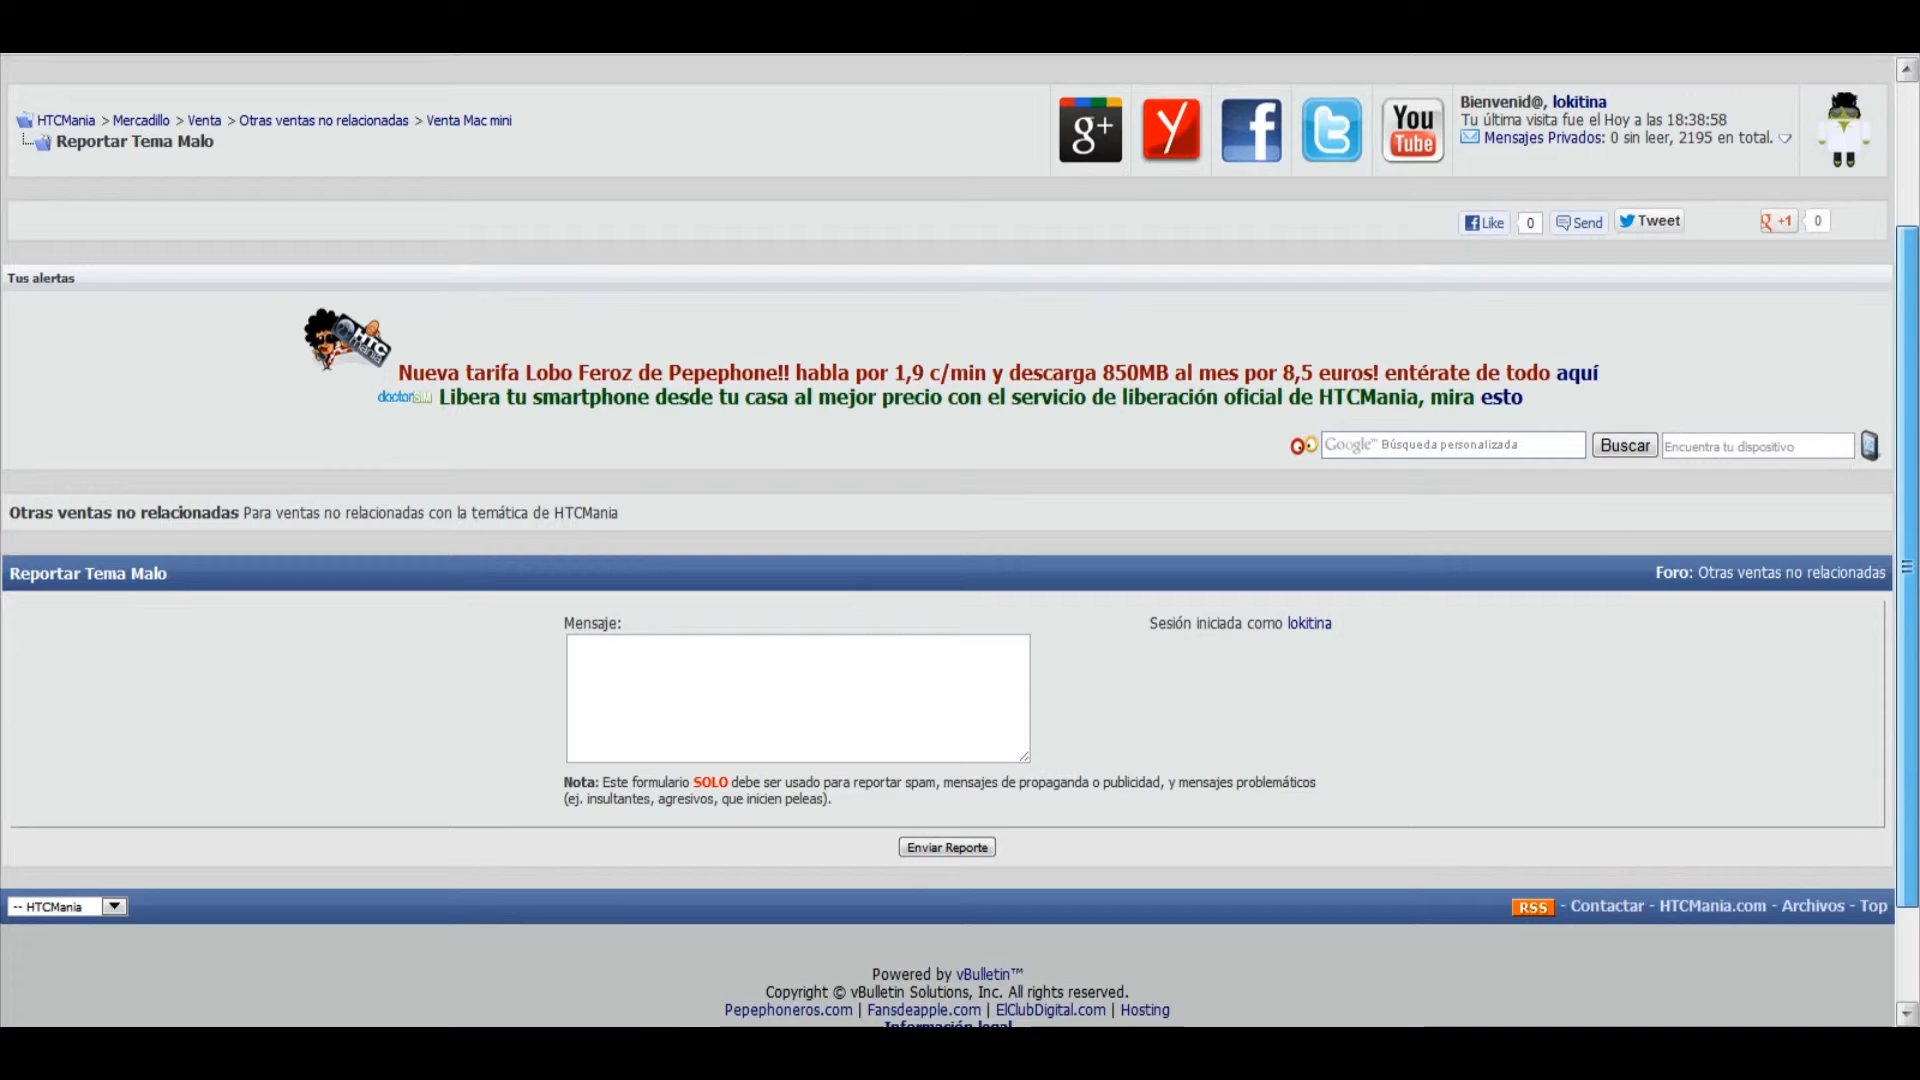 HTCMania > Mercadillo > Venta > Otras ventas no relacionadas > Venta Mac mini
Reportar Tema Malo
g+
y
f
t
You Tube
Bienvenid@, lokitina
Tu última visita fue el Hoy a las 18:38:58
Mensajes Privados: 0 sin leer, 2195 en total.
Like 0 Send Tweet +1 0
Tus alertas
HTC mania
Nueva tarifa Lobo Feroz de Pepephone!! habla por 1,9 c/min y descarga 850MB al mes por 8,5 euros! entérate de todo aquí
doctorSIM Libera tu smartphone desde tu casa al mejor precio con el servicio de liberación oficial de HTCMania, mira esto
Google™ Búsqueda personalizada Buscar Encuentra tu dispositivo
Otras ventas no relacionadas Para ventas no relacionadas con la temática de HTCMania
Reportar Tema Malo Foro: Otras ventas no relacionadas
Mensaje: Sesión iniciada como lokitina
Nota: Este formulario SOLO debe ser usado para reportar spam, mensajes de propaganda o publicidad, y mensajes problemáticos
(ej. insultantes, agresivos, que inicien peleas).
Enviar Reporte
-- HTCMania RSS - Contactar - HTCMania.com - Archivos - Top
Powered by vBulletin™
Copyright © vBulletin Solutions, Inc. All rights reserved.
Pepephoneros.com | Fansdeapple.com | ElClubDigital.com | Hosting
Información legal